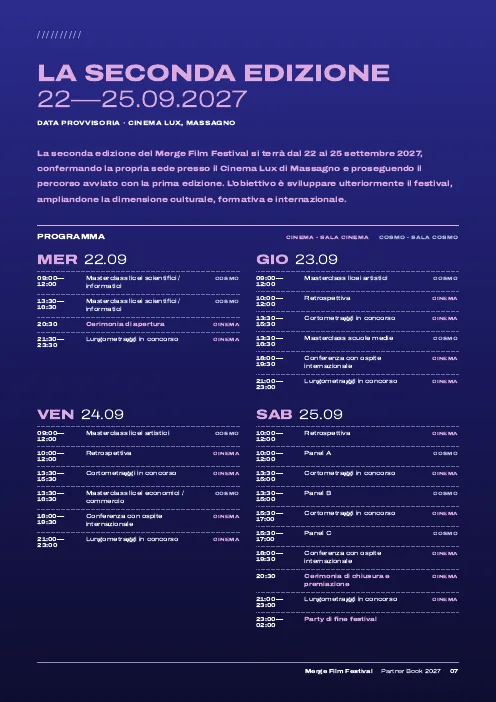 //////////
LA SECONDA EDIZIONE
22—25.09.2027
DATA PROVVISORIA · CINEMA LUX, MASSAGNO
La seconda edizione del Merge Film Festival si terrà dal 22 al 25 settembre 2027,
confermando la propria sede presso il Cinema Lux di Massagno e proseguendo il
percorso avviato con la prima edizione. L'obiettivo è sviluppare ulteriormente il festival,
ampliandone la dimensione culturale, formativa e internazionale.
PROGRAMMA CINEMA · SALA CINEMA COSMO · SALA COSMO
MER 22.09
09:00—12:00 Masterclass licei scientifici / informatici COSMO
13:30—16:30 Masterclass licei scientifici / informatici COSMO
20:30 Cerimonia di apertura CINEMA
21:30—23:30 Lungometraggi in concorso CINEMA
GIO 23.09
09:00—12:00 Masterclass licei artistici COSMO
10:00—12:00 Retrospettiva CINEMA
13:30—15:30 Cortometraggi in concorso CINEMA
13:30—16:30 Masterclass scuole medie COSMO
18:00—19:30 Conferenza con ospite internazionale CINEMA
21:00—23:00 Lungometraggi in concorso CINEMA
VEN 24.09
09:00—12:00 Masterclass licei artistici COSMO
10:00—12:00 Retrospettiva CINEMA
13:30—15:30 Cortometraggi in concorso CINEMA
13:30—16:30 Masterclass licei economici / commercio COSMO
18:00—19:30 Conferenza con ospite internazionale CINEMA
21:00—23:00 Lungometraggi in concorso CINEMA
SAB 25.09
10:00—12:00 Retrospettiva CINEMA
10:00—12:00 Panel A COSMO
13:30—15:00 Cortometraggi in concorso CINEMA
13:30—15:00 Panel B COSMO
15:30—17:00 Cortometraggi in concorso CINEMA
15:30—17:00 Panel C COSMO
18:00—19:30 Conferenza con ospite internazionale CINEMA
20:30 Cerimonia di chiusura e premiazione CINEMA
21:00—23:00 Lungometraggi in concorso CINEMA
23:00—02:00 Party di fine festival
Merge Film Festival Partner Book 2027 07